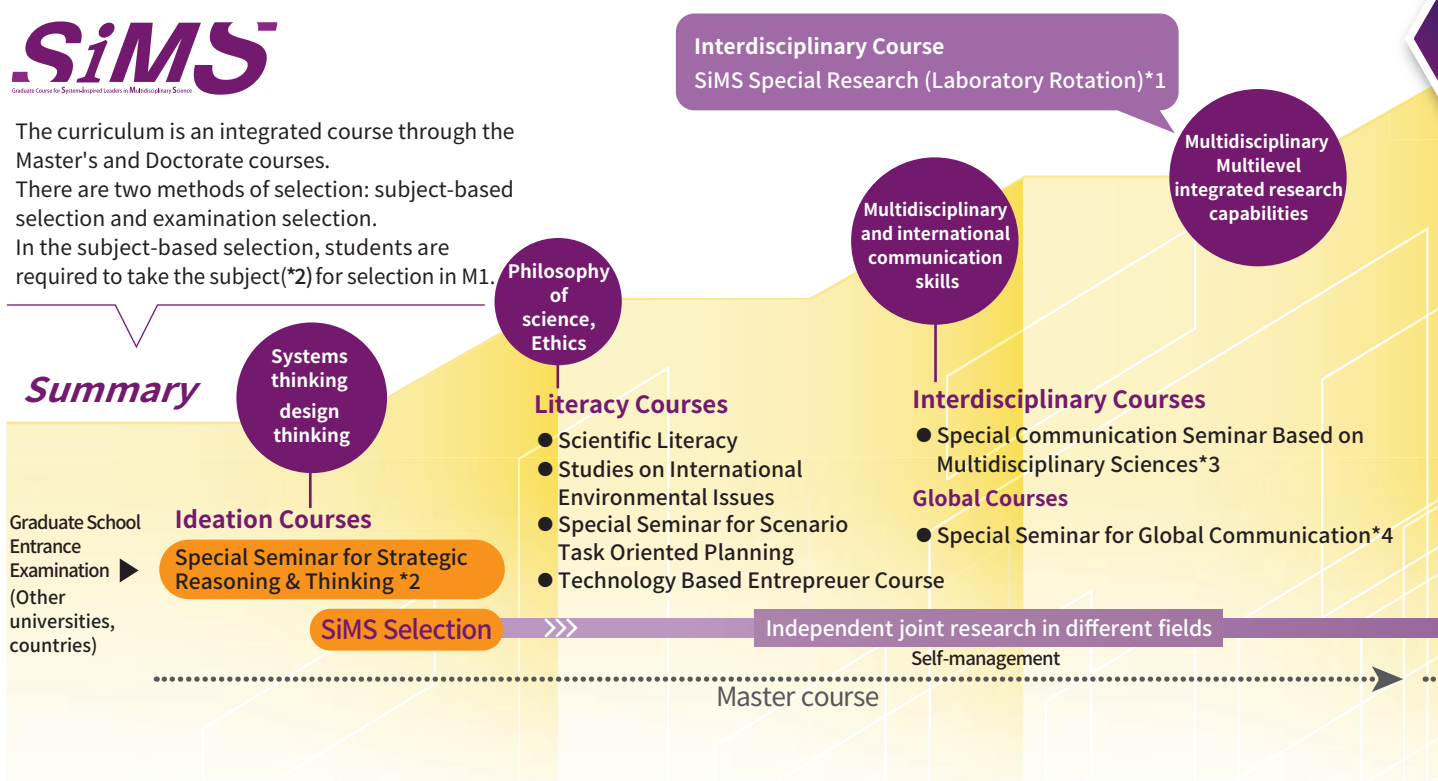 SiMS
Graduate Course for System-Inspired Leaders in Multidisciplinary Science
The curriculum is an integrated course through the
Master's and Doctorate courses.
There are two methods of selection: subject-based
selection and examination selection.
In the subject-based selection, students are
required to take the subject(*2) for selection in M1.
Summary
Interdisciplinary Course
SiMS Special Research (Laboratory Rotation)*1
Systems
thinking
design
thinking
Philosophy
of
science,
Ethics
Multidisciplinary
and international
communication
skills
Multidisciplinary
Multilevel
integrated research
capabilities
Graduate School
Entrance
Examination ▶
(Other
universities,
countries)
Ideation Courses
Special Seminar for Strategic
Reasoning & Thinking *2
SiMS Selection
Literacy Courses
● Scientific Literacy
● Studies on International
Environmental Issues
● Special Seminar for Scenario
Task Oriented Planning
● Technology Based Entrepreuer Course
Interdisciplinary Courses
● Special Communication Seminar Based on
Multidisciplinary Sciences*3
Global Courses
● Special Seminar for Global Communication*4
Independent joint research in different fields
Self-management
Master course